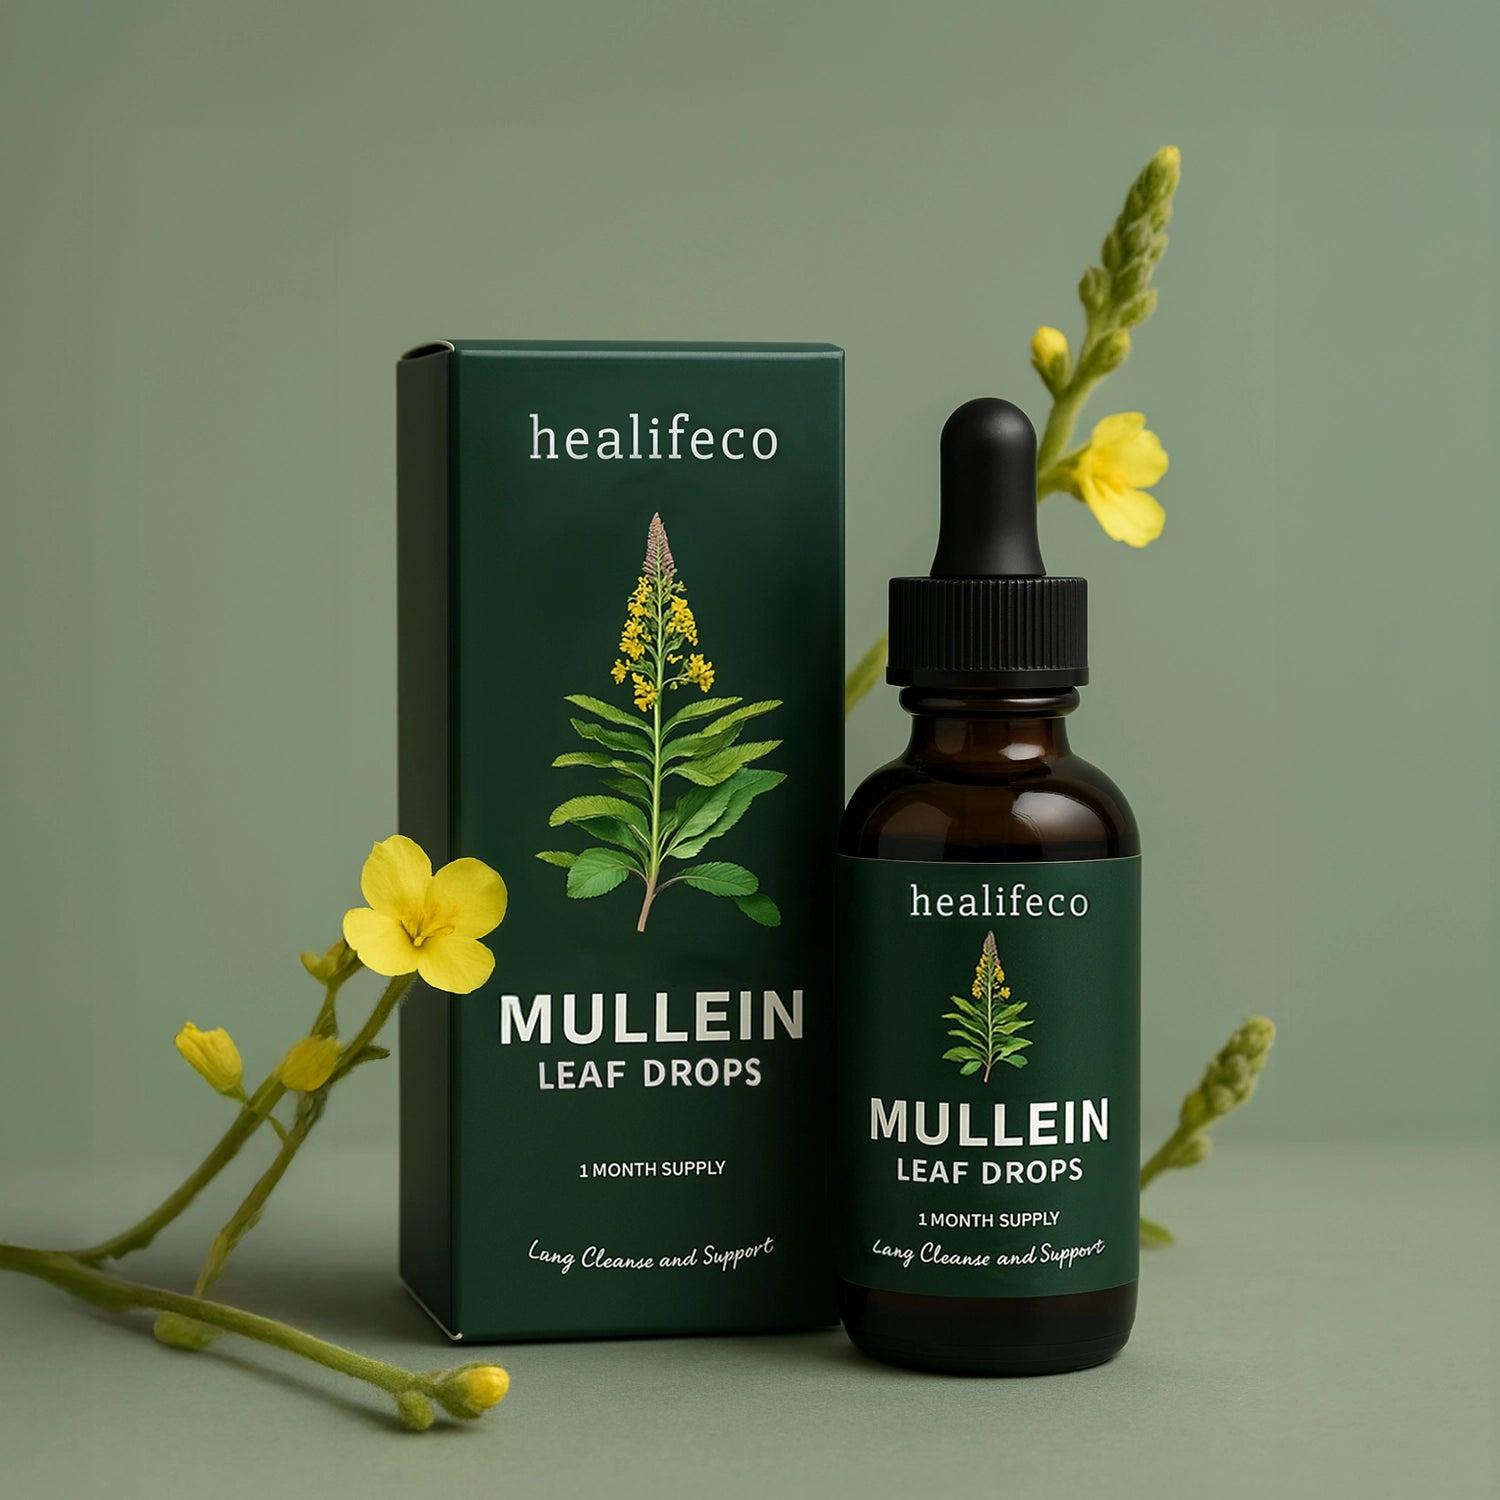 healifeco
MULLEIN
LEAF DROPS
1 MONTH SUPPLY
Lang Cleanse and Support
healifeco
MULLEIN
LEAF DROPS
1 MONTH SUPPLY
Lang Cleanse and Support